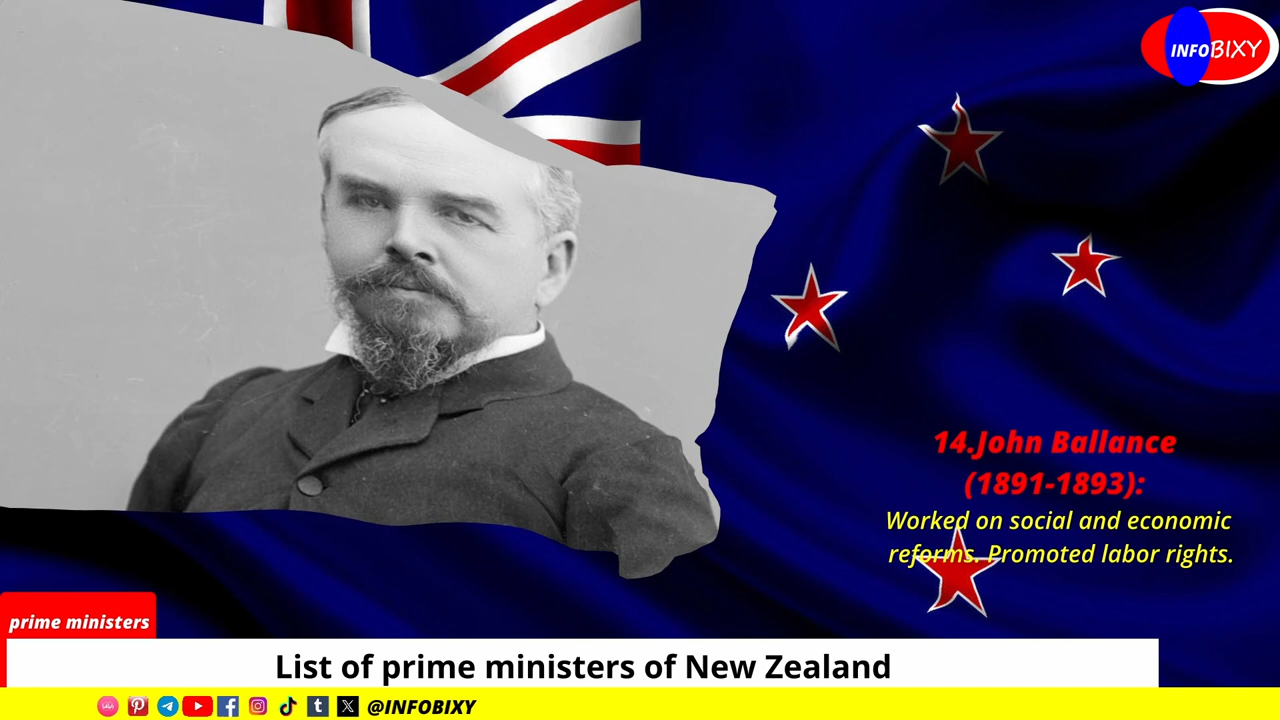 INFOBIXY
14.John Ballance
(1891-1893):
Worked on social and economic
reforms. Promoted labor rights.
prime ministers
List of prime ministers of New Zealand
@INFOBIXY